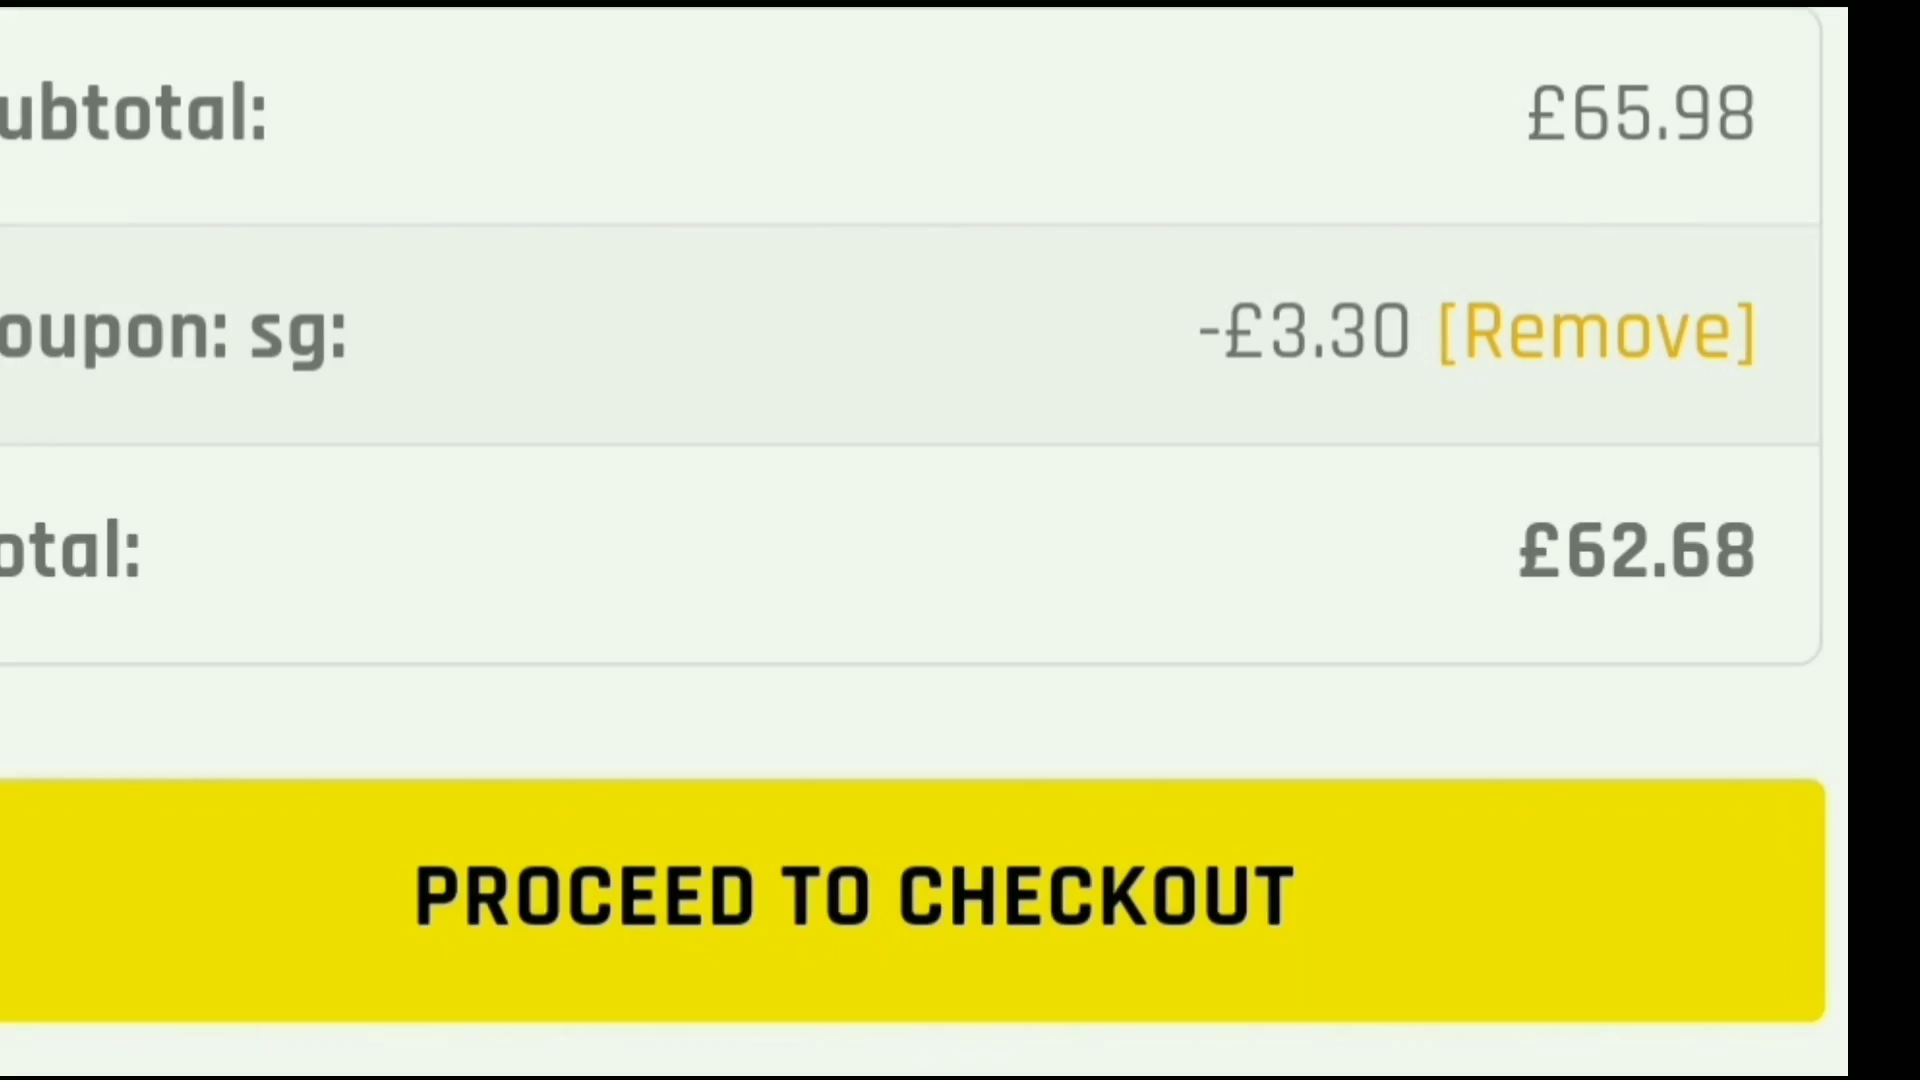 ubtotal: £65.98
oupon: sg: -£3.30 [Remove]
otal: £62.68
PROCEED TO CHECKOUT